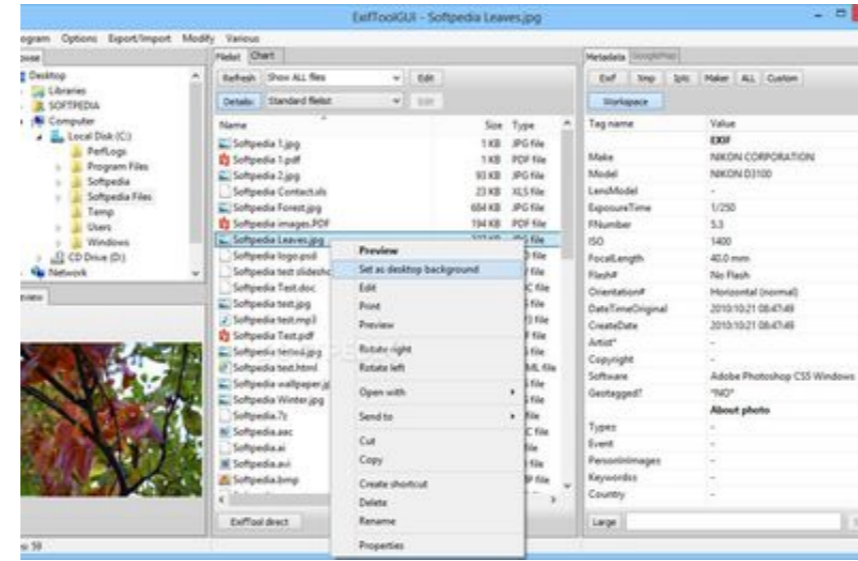 ExifToolGUI - Softpedia Leaves.jpg
ogram Options Export/Import Modify Various
Filelist Chart
Metadata GoogleMap
Desktop
Libraries
SOFTPEDIA
Computer
Local Disk (C:)
PerfLogs
Program Files
Softpedia
Softpedia Files
Temp
Users
Windows
CD Drive (D:)
Network
Refresh Show ALL files Edit
Details: Standard filelist Edit
Name Size Type
Softpedia 1.jpg 1 KB JPG file
Softpedia 1.pdf 1 KB PDF file
Softpedia 2.jpg 93 KB JPG file
Softpedia Contact.xls 23 KB XLS file
Softpedia Forest.jpg 684 KB JPG file
Softpedia images.PDF 194 KB PDF file
Softpedia Leaves.jpg
Softpedia logo.psd
Softpedia test slidesho
Softpedia Test.doc
Softpedia test.jpg
Softpedia test.mp3
Softpedia Test.pdf
Softpedia
Softpedia test.html
Softpedia wallpaper.j
Softpedia Winter.jpg
Softpedia.7z
Softpedia.aac
Softpedia.ai
Softpedia.avi
Softpedia.bmp
ExifTool direct
Preview
Set as desktop background
Edit
Print
Preview
Rotate right
Rotate left
Open with
Send to
Cut
Copy
Create shortcut
Delete
Rename
Properties
Exif Xmp Iptc Maker ALL Custom
Workspace
Tag name Value
EXIF
Make NIKON CORPORATION
Model NIKON D3100
LensModel -
ExposureTime 1/250
FNumber 5.3
ISO 1400
FocalLength 40.0 mm
Flash# No Flash
Orientation# Horizontal (normal)
DateTimeOriginal 2010:10:21 08:47:49
CreateDate 2010:10:21 08:47:49
Artist* -
Copyright -
Software Adobe Photoshop CS5 Windows
Geotagged? *NO*
About photo
Types -
Event -
PersonInImage± -
Keywords± -
Country -
Large